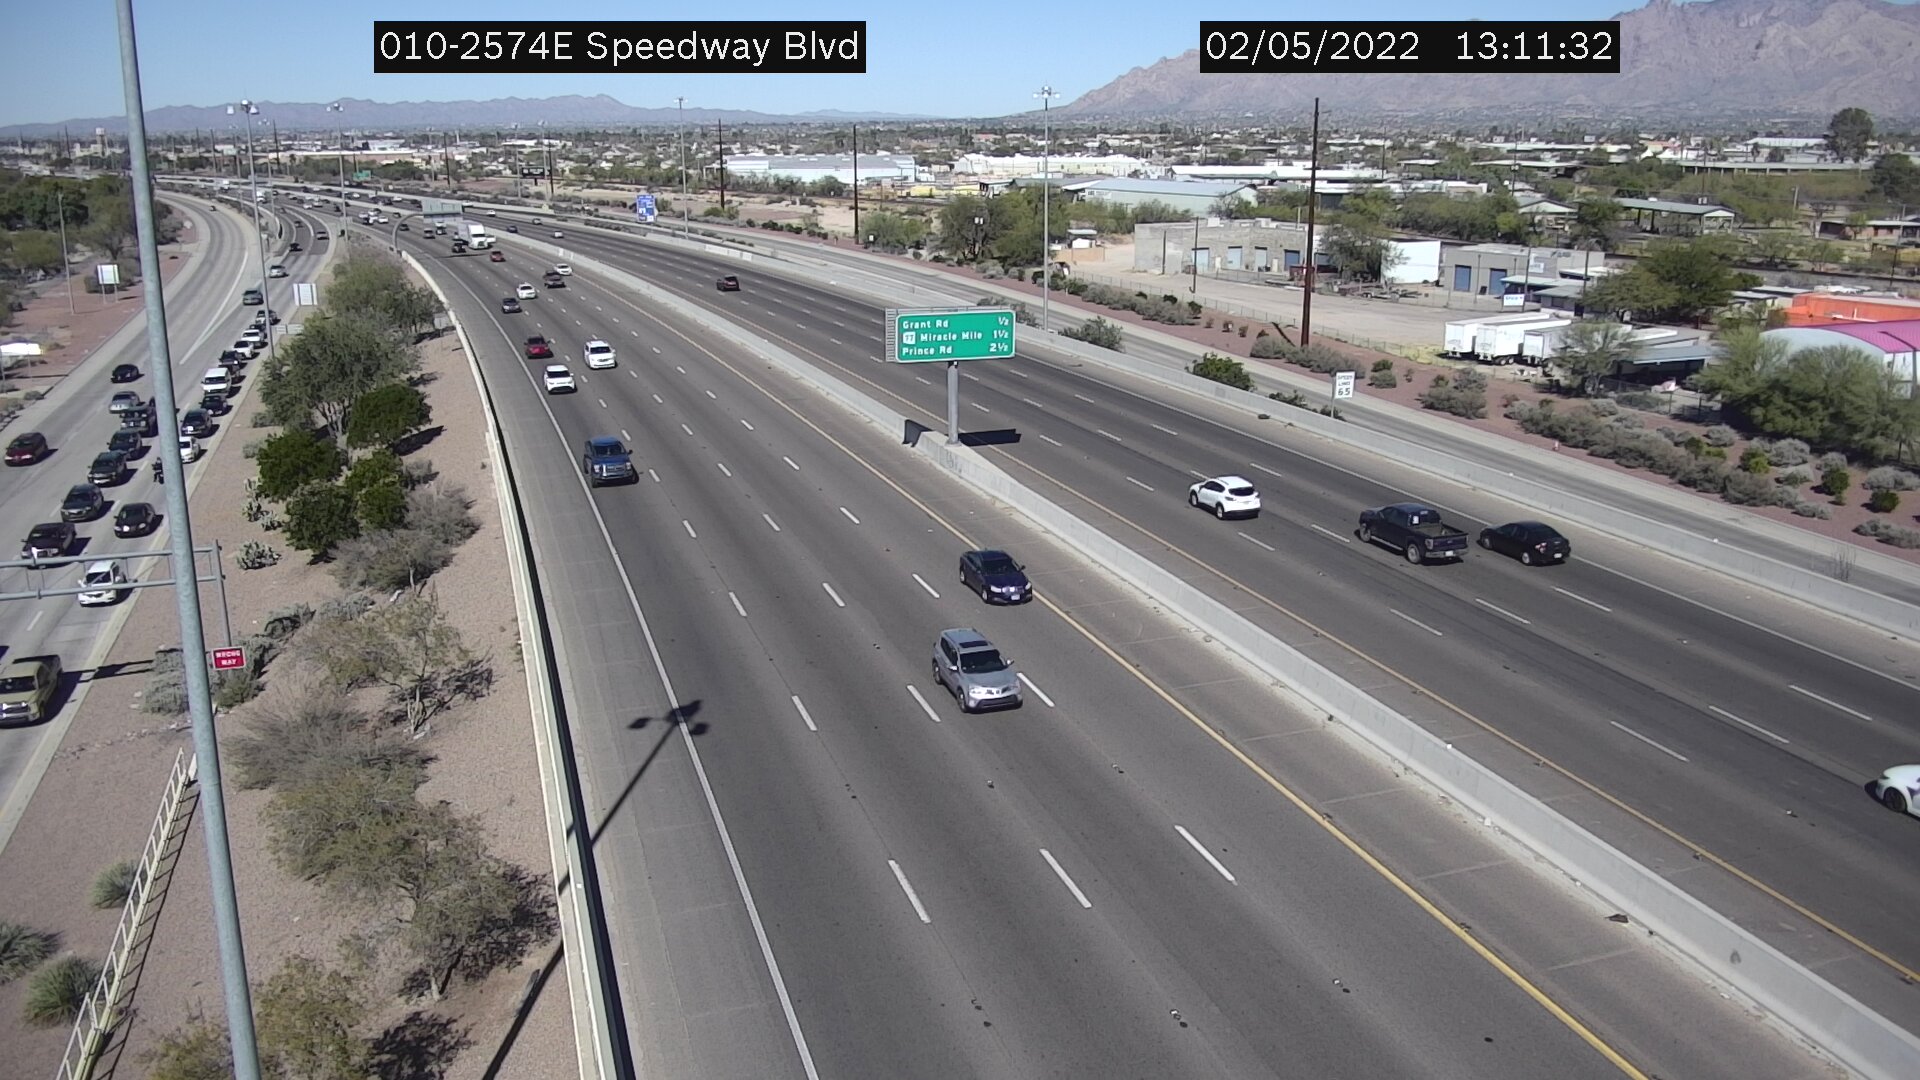 010-2574E Speedway Blvd
02/05/2022 13:11:32
Grant Rd ½
77 Miracle Mile 1½
Prince Rd 2½
SPEED
LIMIT
65
WRONG
WAY